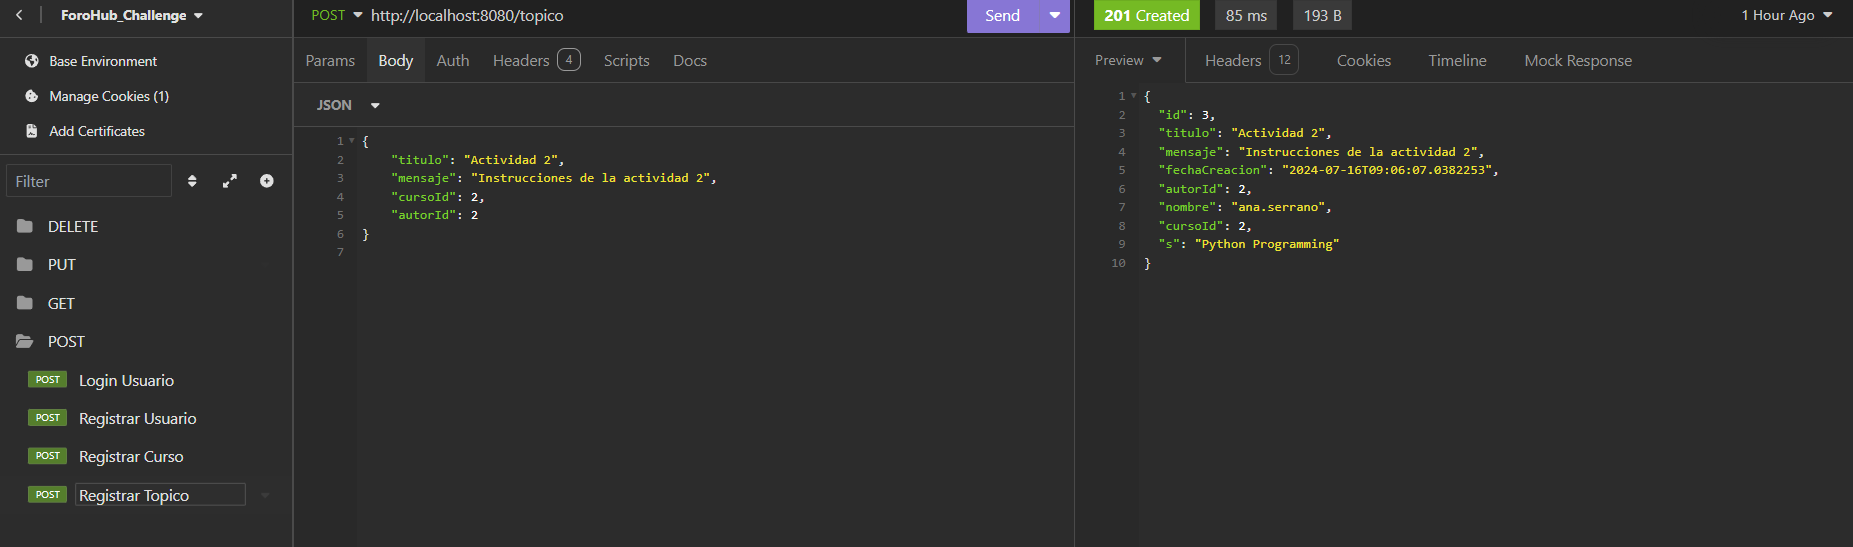 ForoHub_Challenge
Base Environment
Manage Cookies (1)
Add Certificates
Filter
DELETE
PUT
GET
POST
POST Login Usuario
POST Registrar Usuario
POST Registrar Curso
POST Registrar Topico
POST http://localhost:8080/topico Send
Params Body Auth Headers 4 Scripts Docs
JSON
1 {
2 "titulo": "Actividad 2",
3 "mensaje": "Instrucciones de la actividad 2",
4 "cursoId": 2,
5 "autorId": 2
6 }
7
201 Created 85 ms 193 B 1 Hour Ago
Preview Headers 12 Cookies Timeline Mock Response
1 {
2 "id": 3,
3 "titulo": "Actividad 2",
4 "mensaje": "Instrucciones de la actividad 2",
5 "fechaCreacion": "2024-07-16T09:06:07.0382253",
6 "autorId": 2,
7 "nombre": "ana.serrano",
8 "cursoId": 2,
9 "s": "Python Programming"
10 }